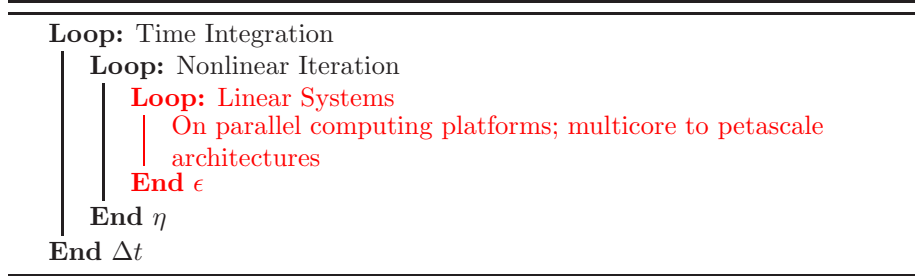 Loop: Time Integration
Loop: Nonlinear Iteration
Loop: Linear Systems
On parallel computing platforms; multicore to petascale
architectures
End ϵ
End η
End Δt